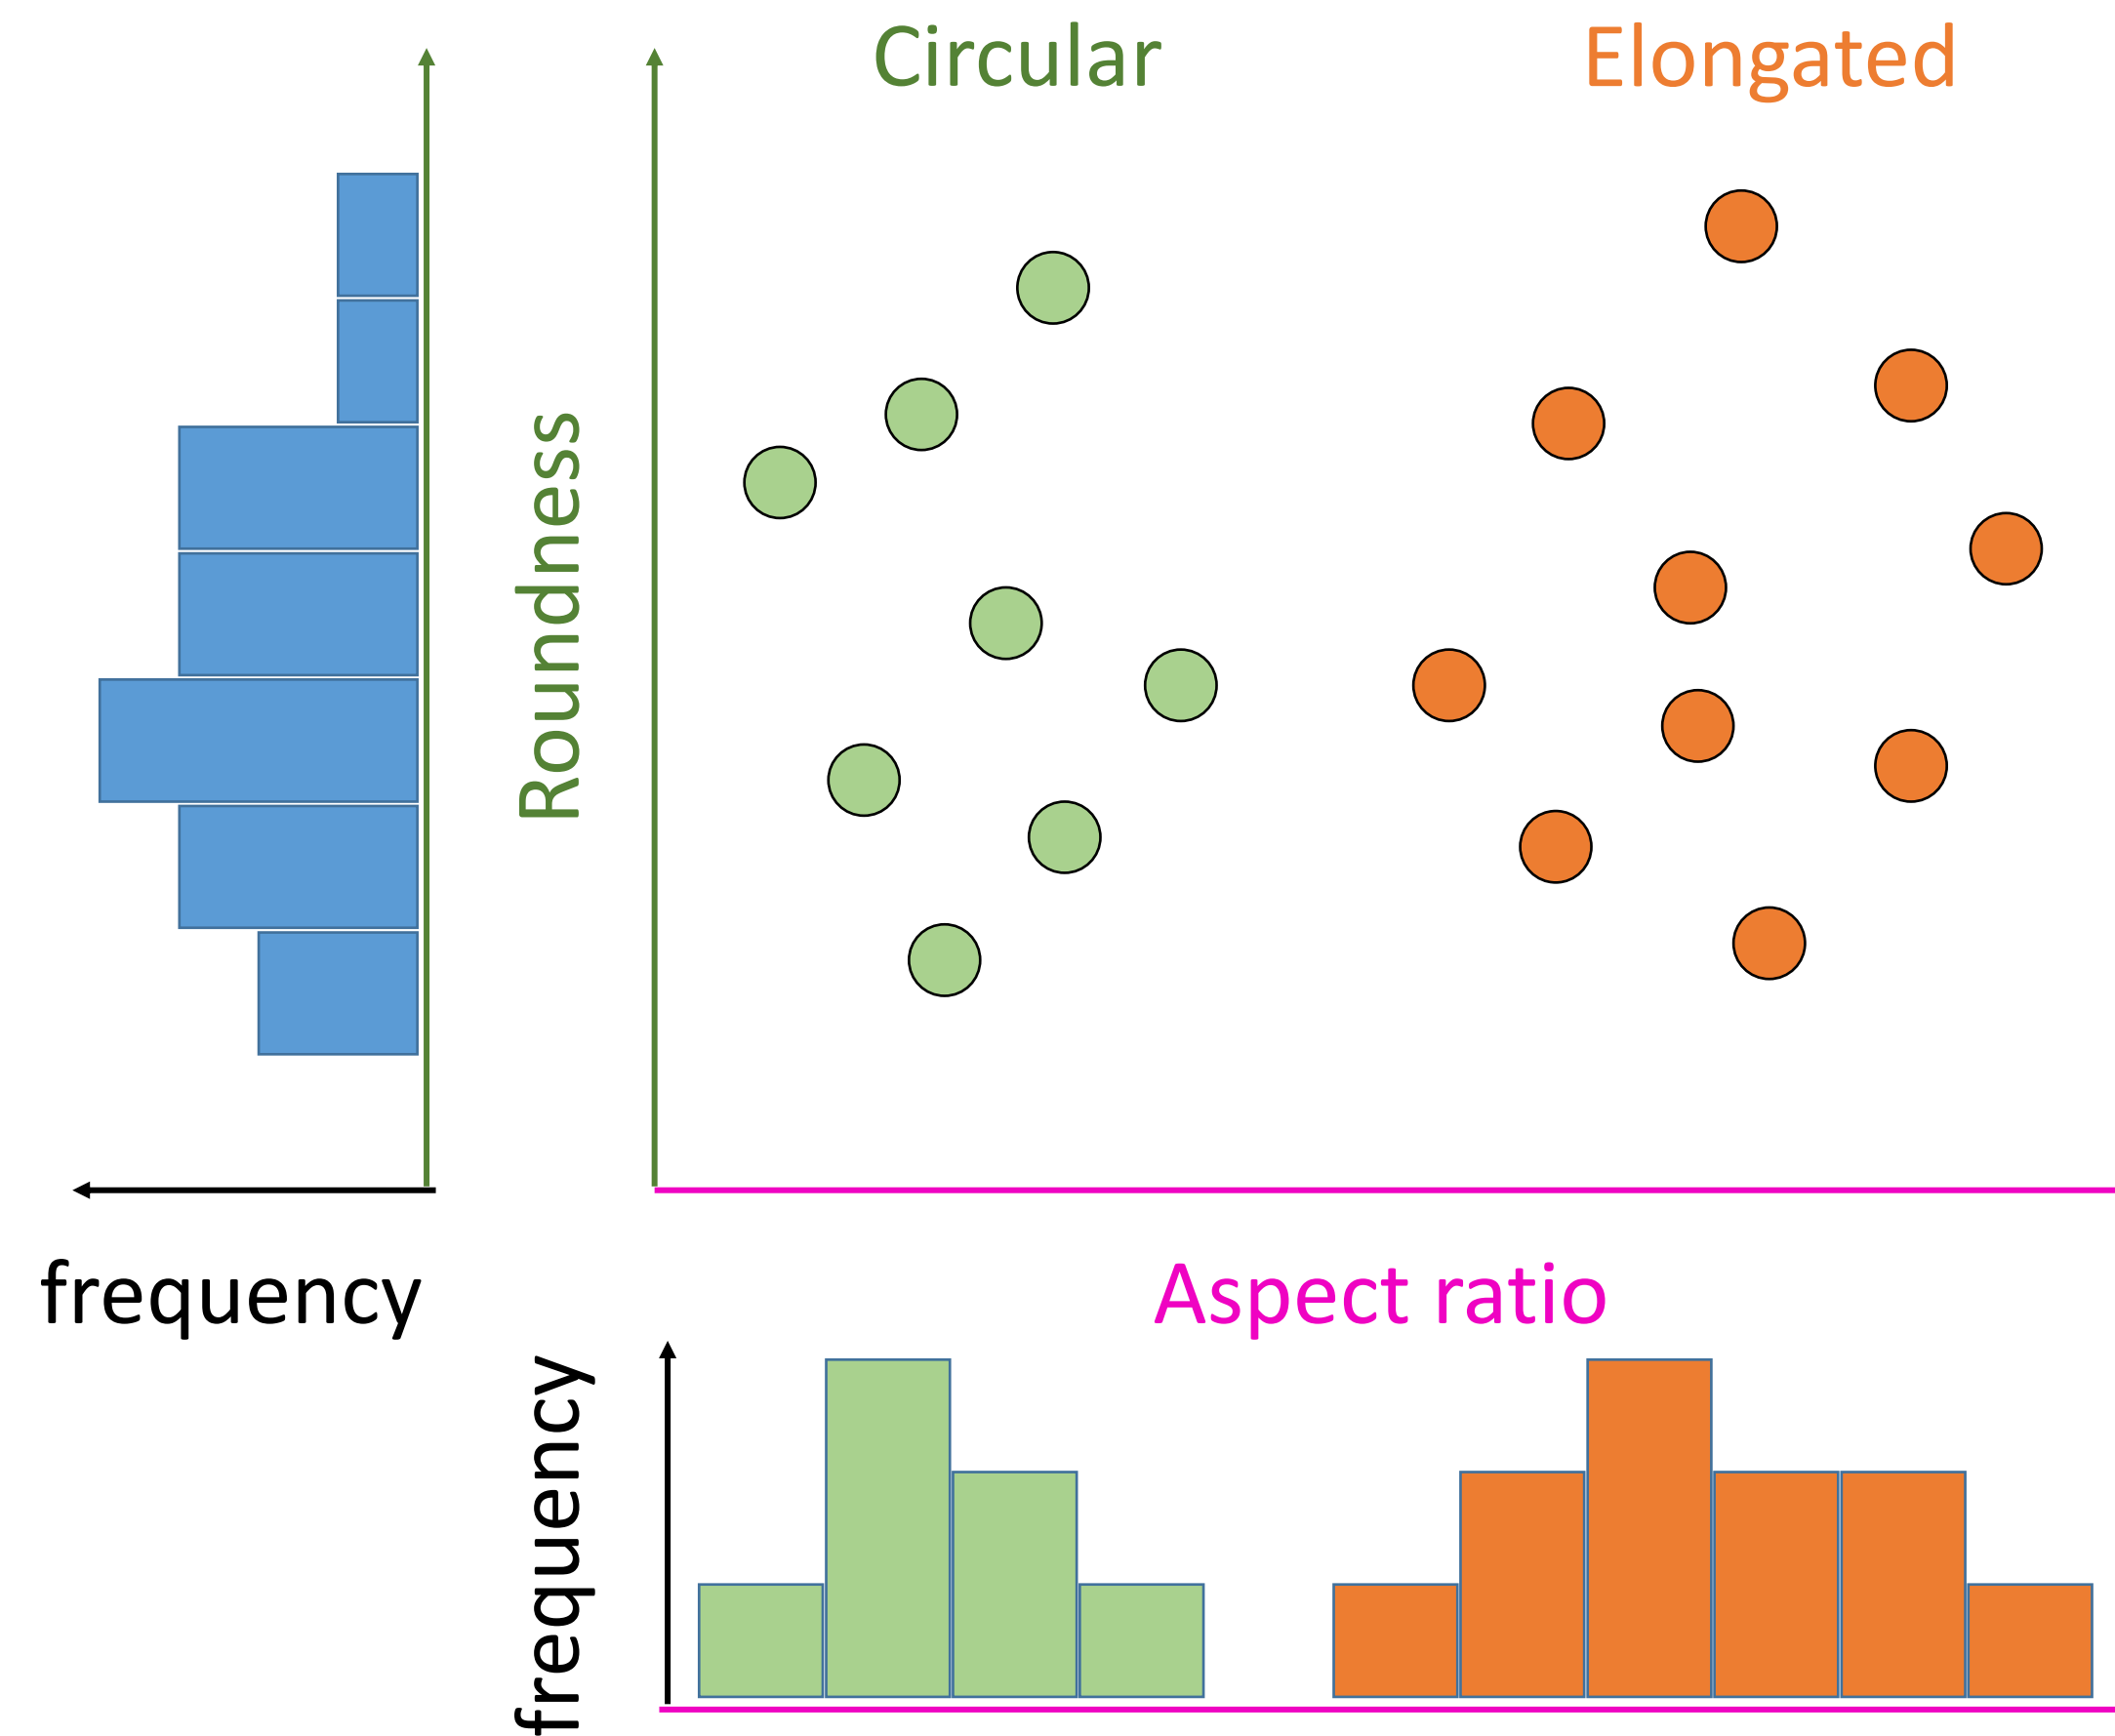 Circular
Elongated
Roundness
frequency
Aspect ratio
frequency